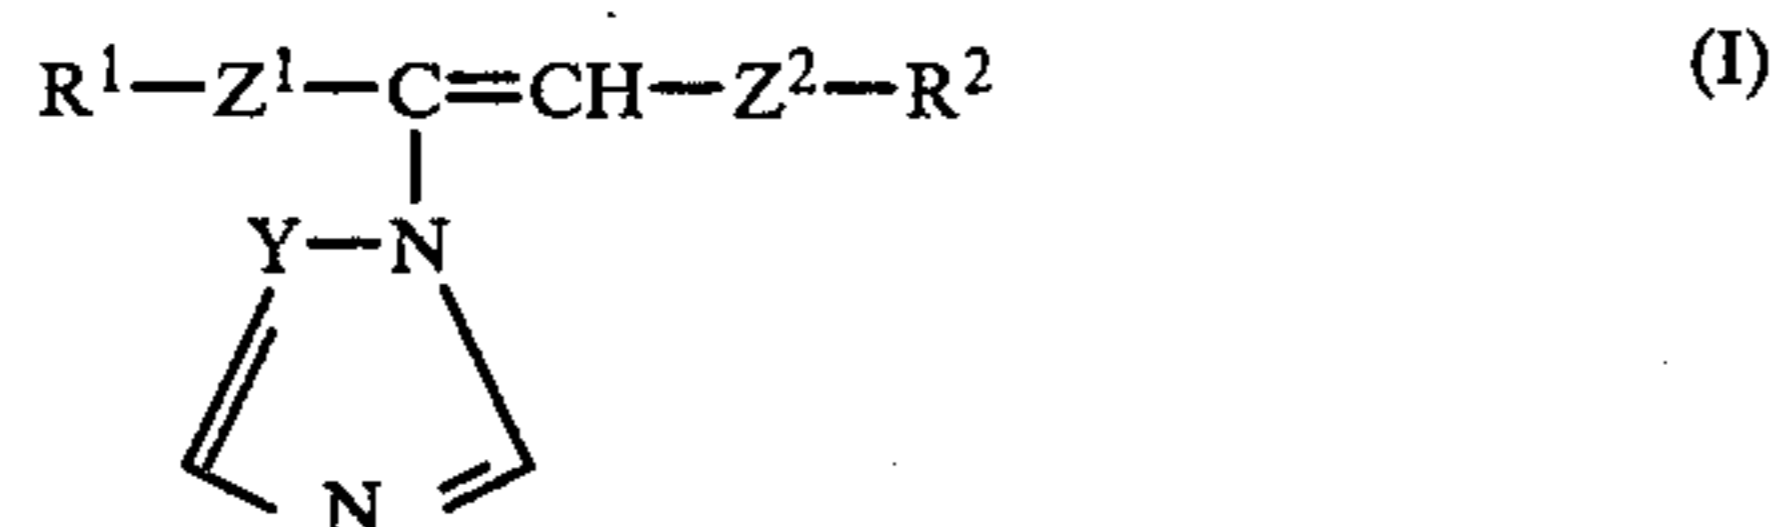 R¹—Z¹—C=CH—Z²—R² (I)
Y—N
N